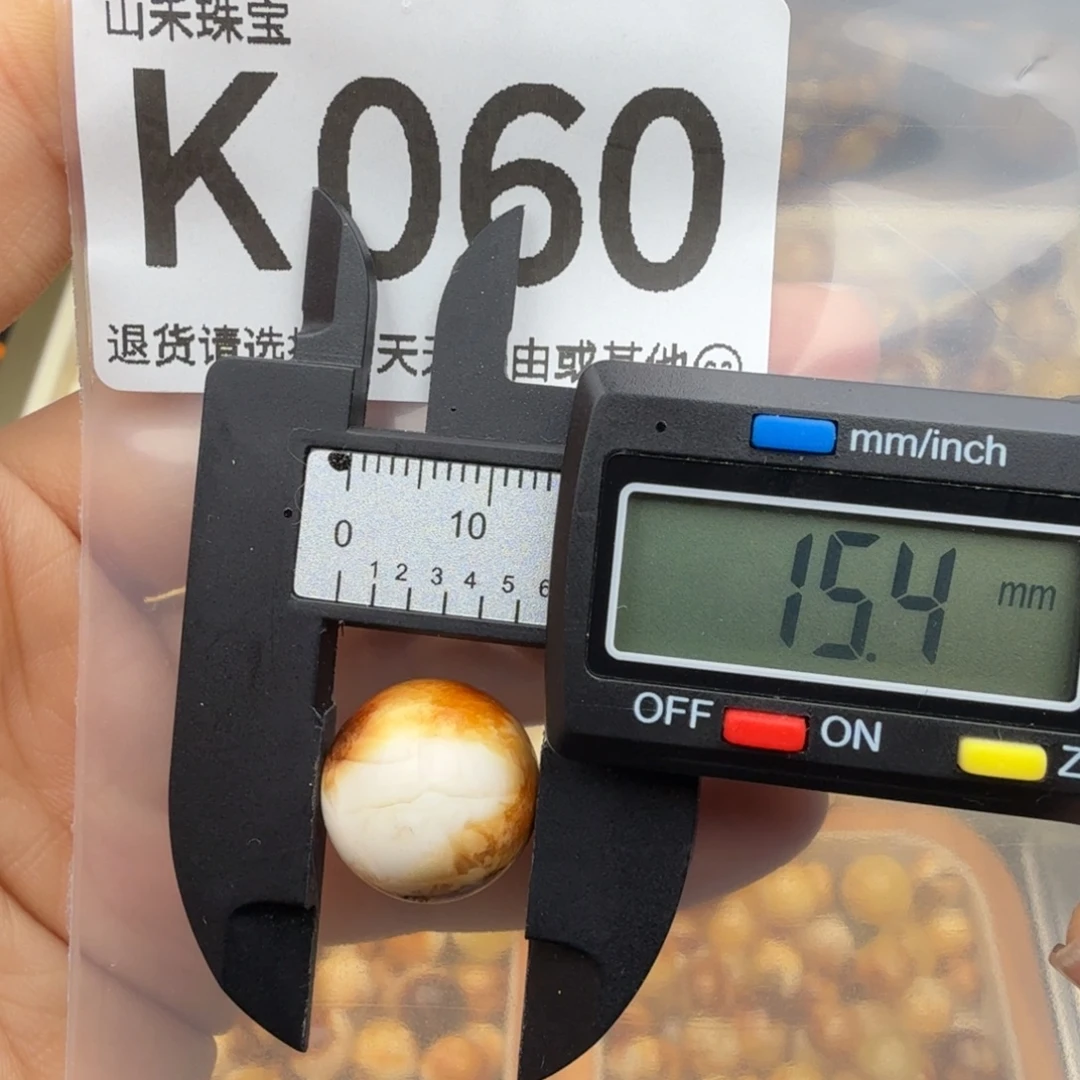 山禾珠宝
K060
退货请选择 天无 由或其他
mm/inch
0 10
1 2 3 4 5 6
15.4 mm
OFF ON Z